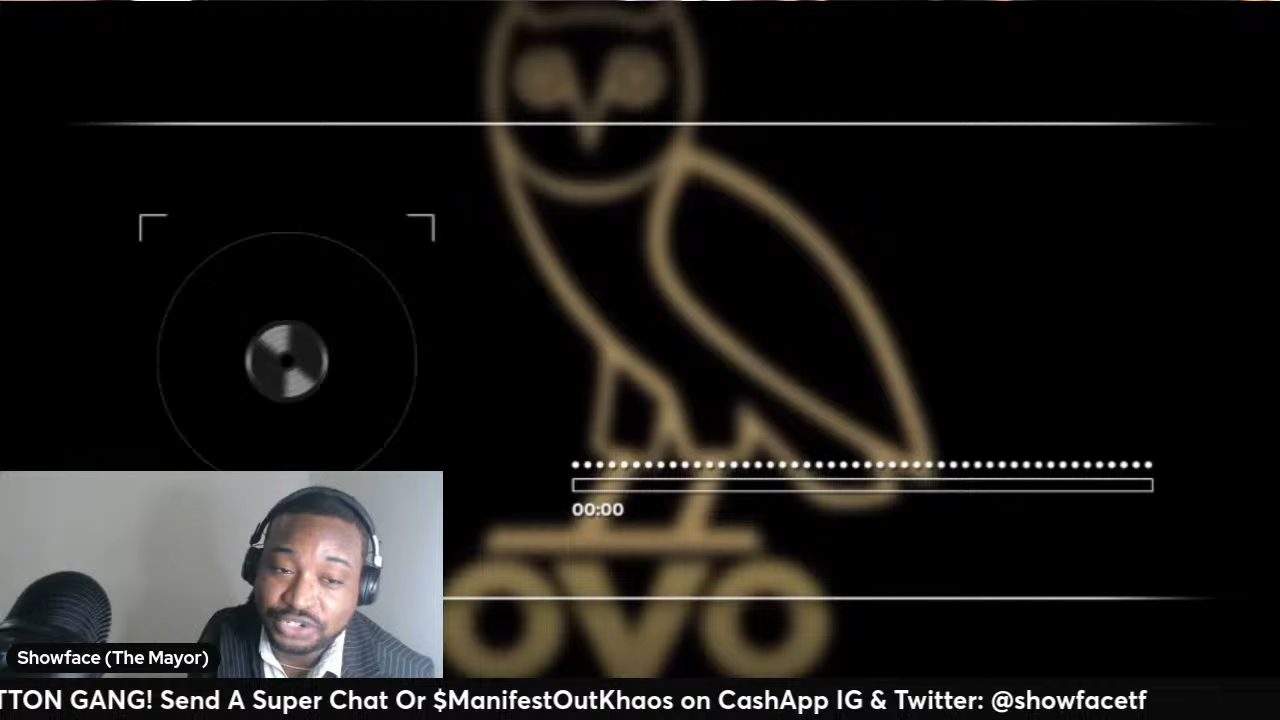 00:00
OVO
Showface (The Mayor)
TTON GANG! Send A Super Chat Or $ManifestOutKhaos on CashApp IG & Twitter: @showfacetf